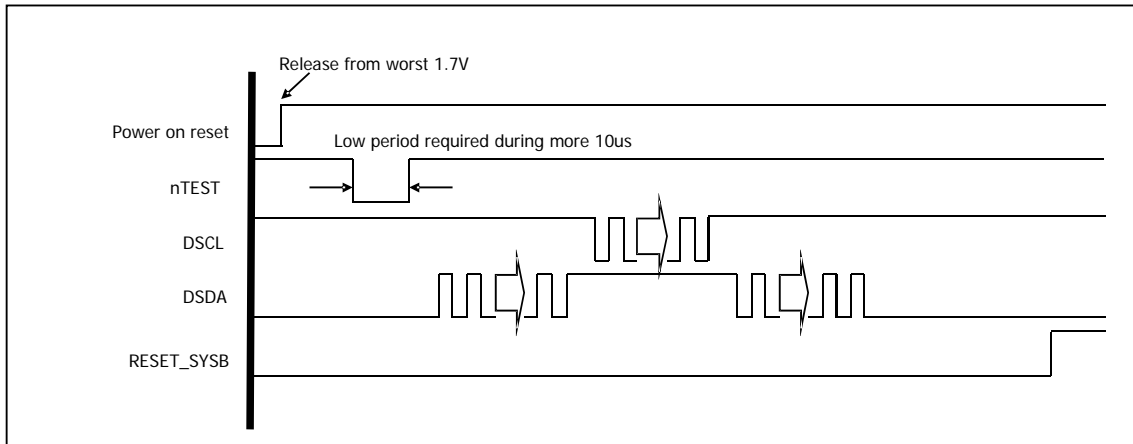 Release from worst 1.7V
Power on reset
Low period required during more 10us
nTEST
DSCL
DSDA
RESET_SYSB